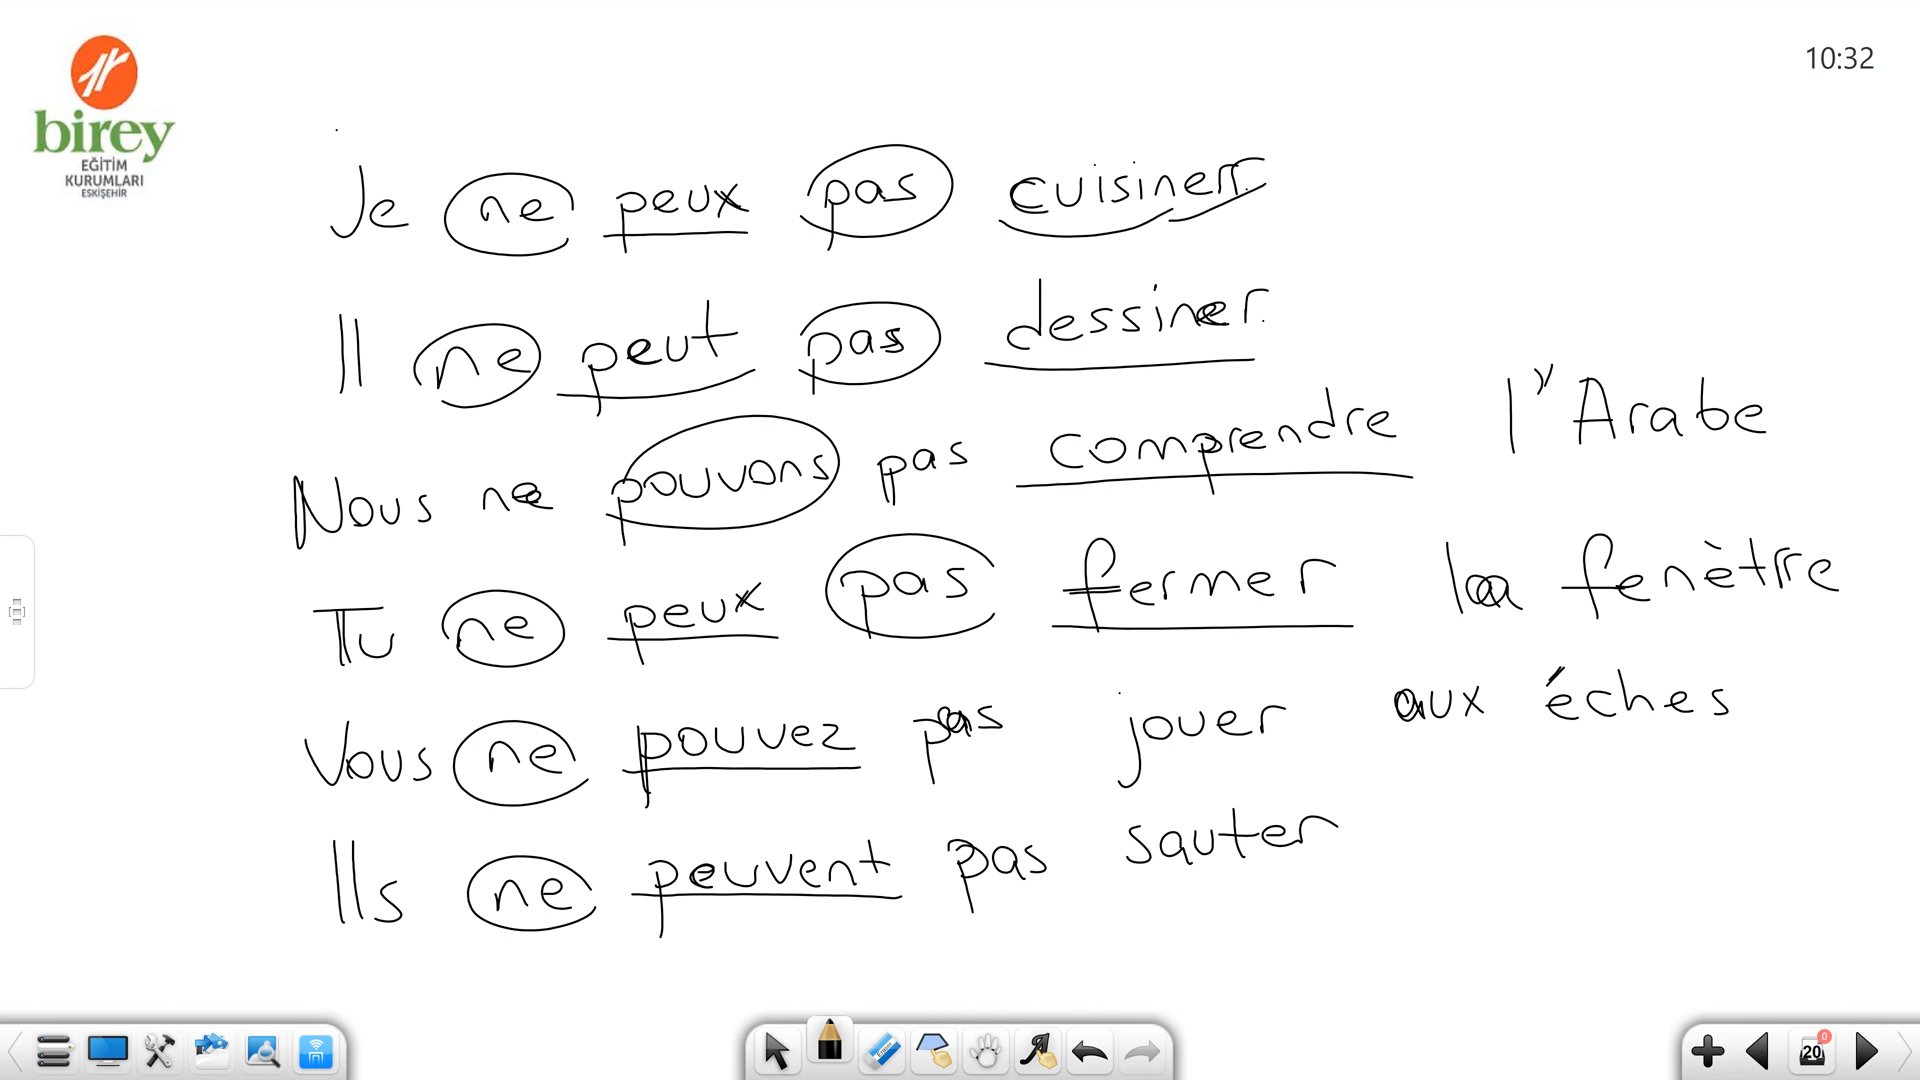 birey
EĞİTİM
KURUMLARI
ESKİŞEHİR
10:32
Je ne peux pas cuisiner
Il ne peut pas dessiner.
Nous ne pouvons pas comprendre l'Arabe
Tu ne peux pas fermer la fenètre
Vous ne pouvez pas jouer aux éches
Ils ne peuvent pas sauter
20
0